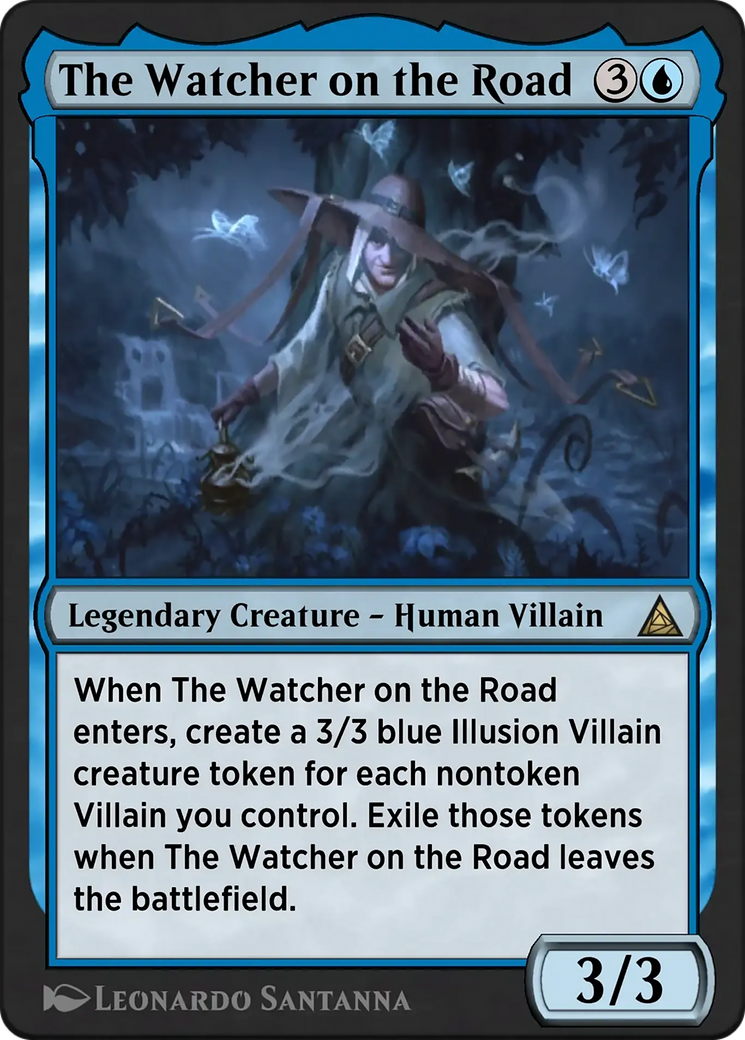 The Watcher on the Road 3
Legendary Creature – Human Villain
When The Watcher on the Road
enters, create a 3/3 blue Illusion Villain
creature token for each nontoken
Villain you control. Exile those tokens
when The Watcher on the Road leaves
the battlefield.
3/3
Leonardo Santanna